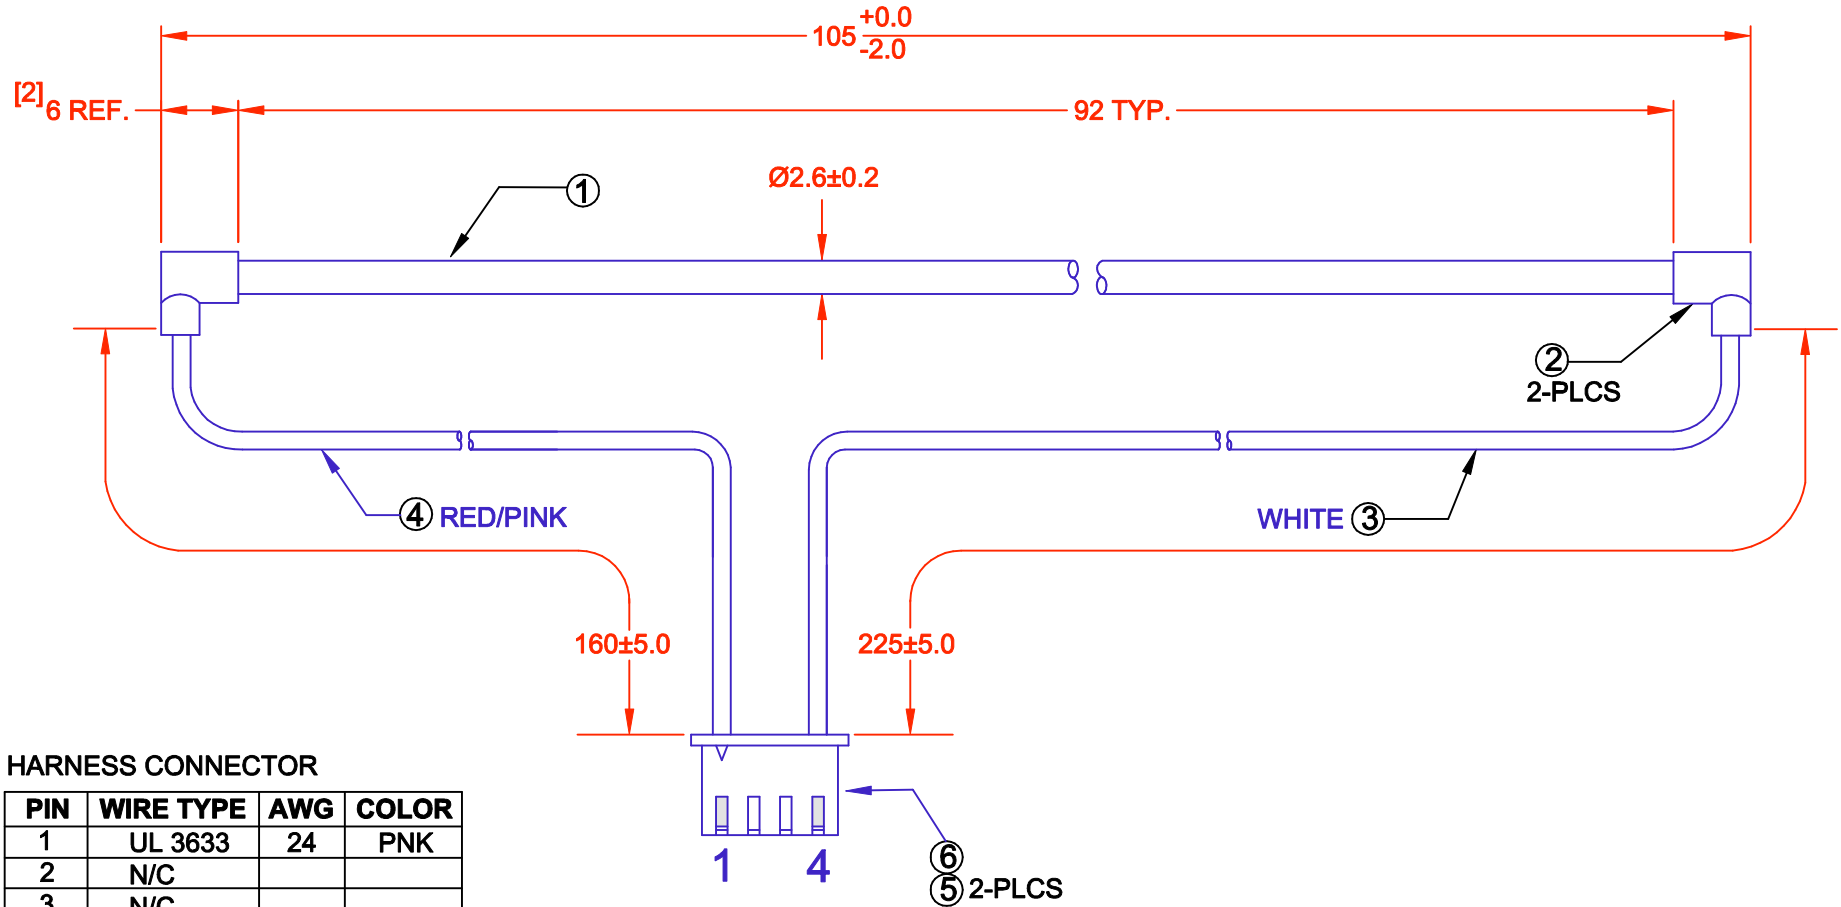 +0.0
105
-2.0
[2]
6 REF.
92 TYP.
Ø2.6±0.2
1
2
2-PLCS
4 RED/PINK
WHITE 3
160±5.0
225±5.0
HARNESS CONNECTOR
PIN WIRE TYPE AWG COLOR
1 UL 3633 24 PNK
2 N/C
3 N/C
1 4
6
5 2-PLCS